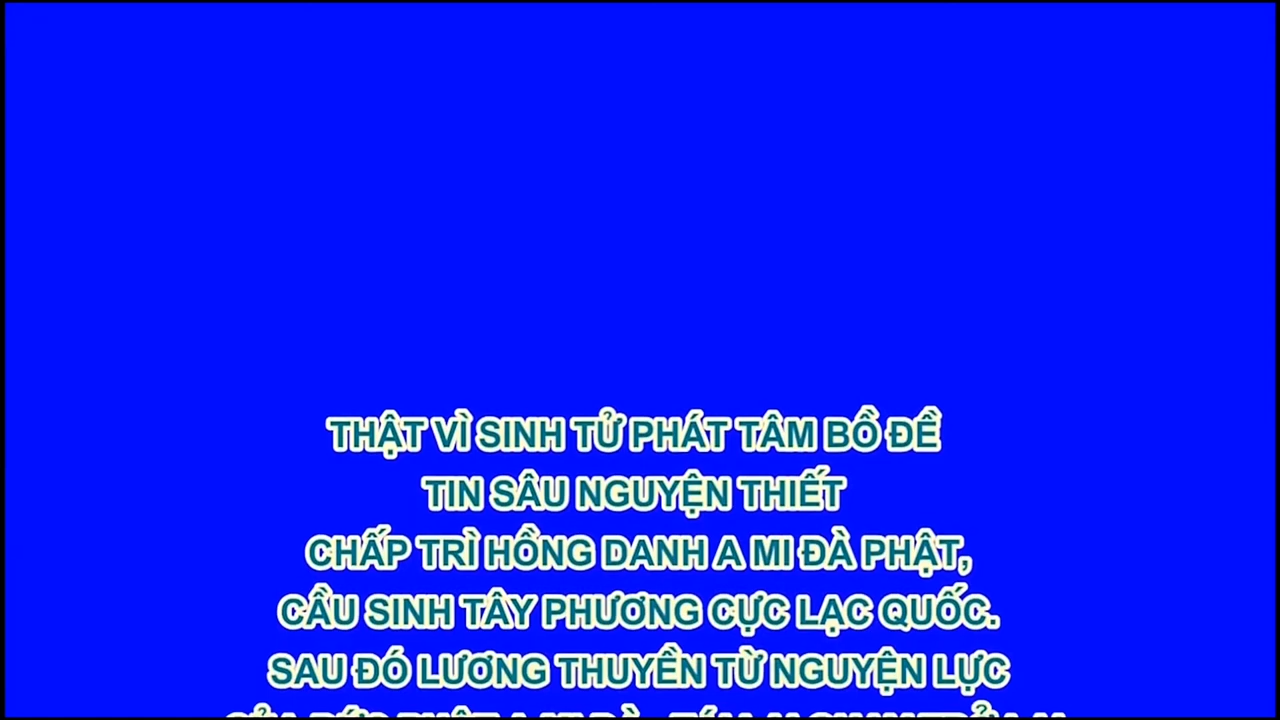 THẬT VÌ SINH TỬ PHÁT TÂM BỒ ĐỀ
TIN SÂU NGUYỆN THIẾT
CHẤP TRÌ HỒNG DANH A MI ĐÀ PHẬT,
CẦU SINH TÂY PHƯƠNG CỰC LẠC QUỐC.
SAU ĐÓ LƯƠNG THUYỀN TỪ NGUYỆN LỰC